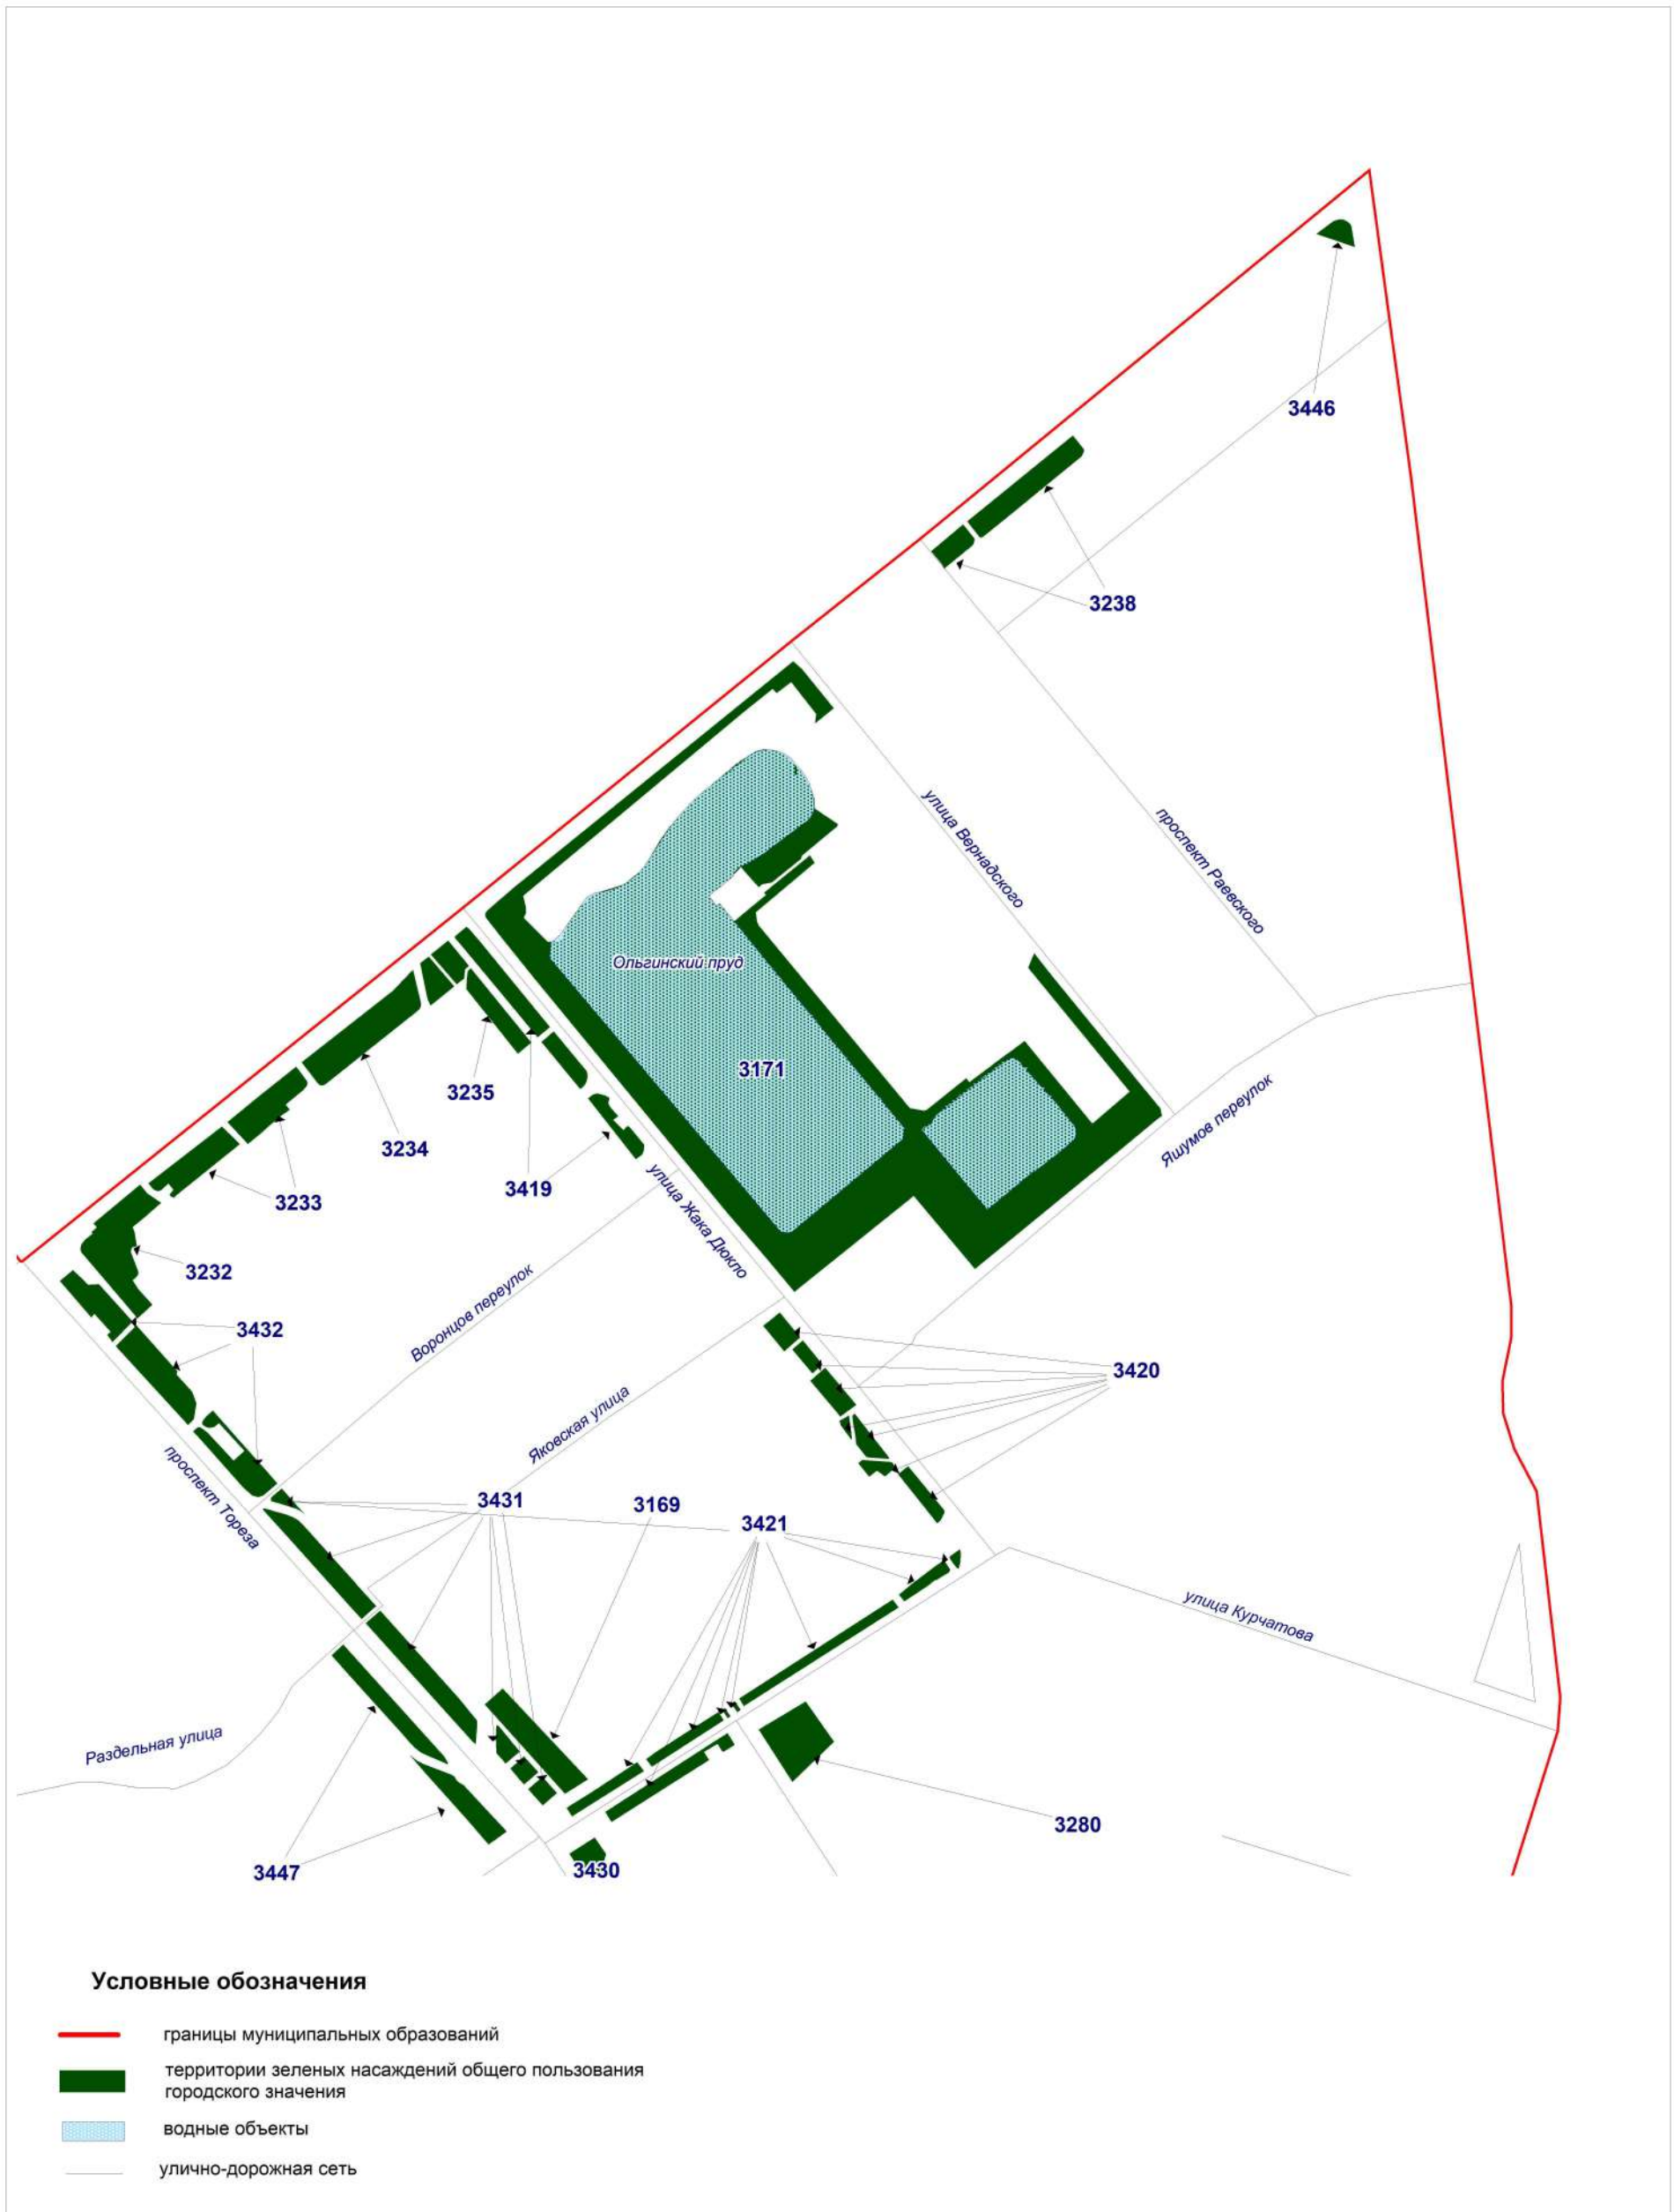 3446
3238
улица Вернадского
проспект Раевского
Ольгинский пруд
3171
3235
3234
3419
3233
3232
Яшумов переулок
улица Жака Дюкло
Воронцов переулок
3432
3420
Яковская улица
проспект Тореза
3431
3169
3421
улица Курчатова
Раздельная улица
3280
3447
3430
Условные обозначения
границы муниципальных образований
территории зеленых насаждений общего пользования
городского значения
водные объекты
улично-дорожная сеть